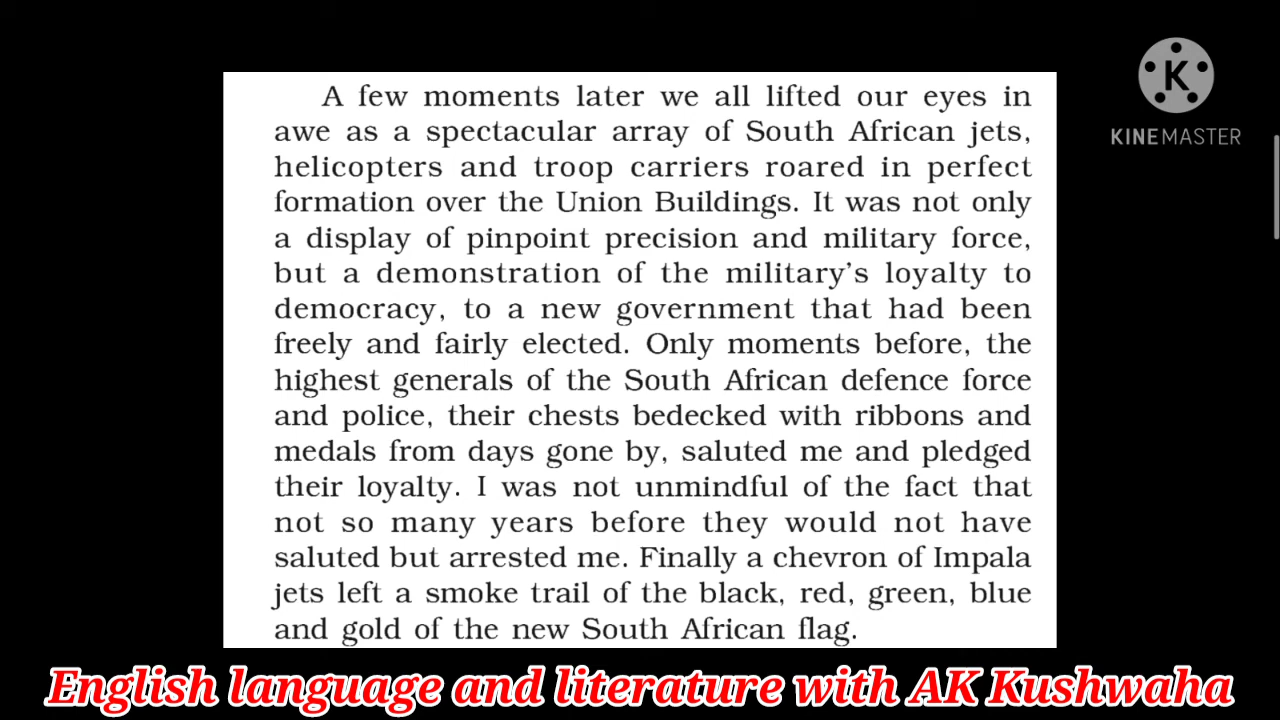 A few moments later we all lifted our eyes in
awe as a spectacular array of South African jets,
helicopters and troop carriers roared in perfect
formation over the Union Buildings. It was not only
a display of pinpoint precision and military force,
but a demonstration of the military's loyalty to
democracy, to a new government that had been
freely and fairly elected. Only moments before, the
highest generals of the South African defence force
and police, their chests bedecked with ribbons and
medals from days gone by, saluted me and pledged
their loyalty. I was not unmindful of the fact that
not so many years before they would not have
saluted but arrested me. Finally a chevron of Impala
jets left a smoke trail of the black, red, green, blue
and gold of the new South African flag.
K
KINEMASTER
English language and literature with AK Kushwaha